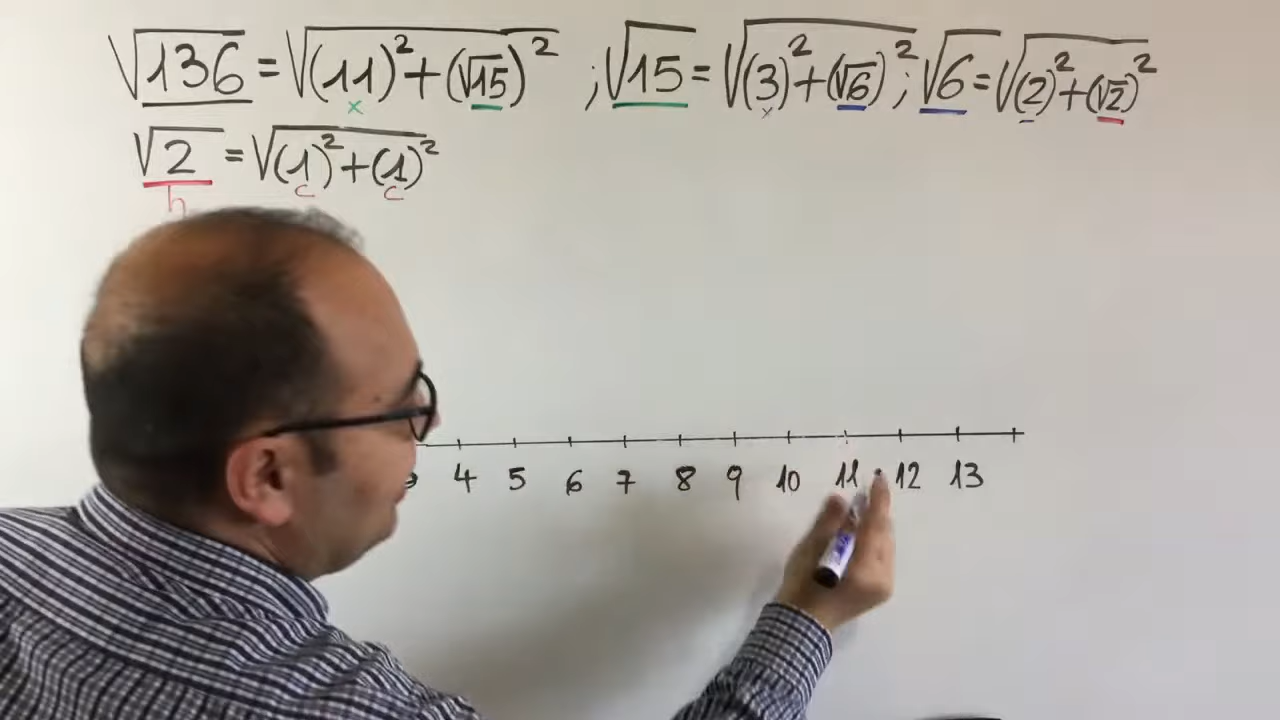 √136 = √(11)²+(√15)² ; √15 = √(3)²+(√6)² ; √6 = √(2)²+(√2)²
x x
√2 = √(1)²+(1)²
h c c
4 5 6 7 8 9 10 11 12 13